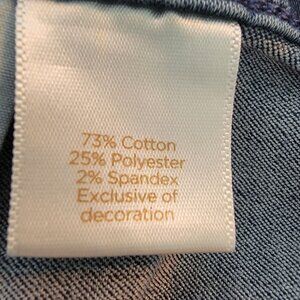 73% Cotton
25% Polyester
2% Spandex
Exclusive of
decoration